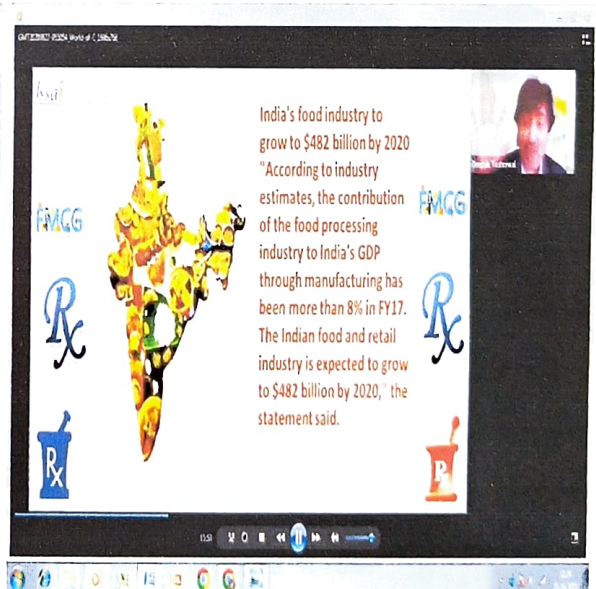 India's food industry to
grow to $482 billion by 2020
"According to industry
estimates, the contribution
of the food processing
industry to India's GDP
through manufacturing has
been more than 8% in FY17.
The Indian food and retail
industry is expected to grow
to $482 billion by 2020," the
statement said.
FMCG
FMCG
Rx
Rx
Rx
Rx